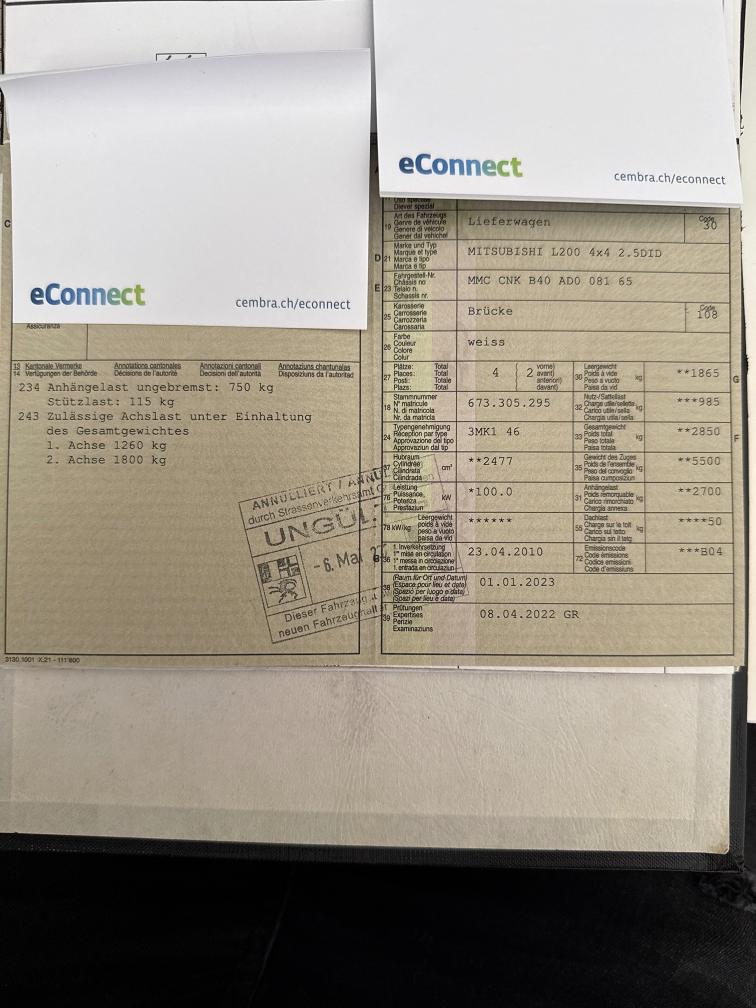 eConnect
cembra.ch/econnect
eConnect
cembra.ch/econnect
C
Assicuranza
13 Kantonale Vermerke Annotations cantonales Annotazioni cantonali Annotaziuns chantunalas
14 Verfügungen der Behörde Décisions de l'autorité Decisioni dell'autorità Disposiziuns da l'autoritad
234 Anhängelast ungebremst: 750 kg
Stützlast: 115 kg
243 Zulässige Achslast unter Einhaltung
des Gesamtgewichtes
1. Achse 1260 kg
2. Achse 1800 kg
ANNULLIERT / ANNU
durch Strassenverkehrsamt
UNGÜL
- 6. Mai
Dieser Fahrzeug
neuen Fahrzeughalt
3130.1001 X.21 - 111'800
Diever spezial
19 Art des Fahrzeugs
Genre de véhicule
Genere di veicolo
Gener dal vehichel
Lieferwagen
Code
30
D 21 Marke und Typ
Marque et type
Marca e tipo
Marca e tip
MITSUBISHI L200 4x4 2.5DID
E 23 Fahrgestell-Nr.
Châssis no
Telaio n.
Schassis nr.
MMC CNK B40 AD0 081 65
25 Karosserie
Carrosserie
Carrozzeria
Carossaria
Brücke
Code
108
26 Farbe
Couleur
Colore
Colur
weiss
27 Plätze: Total
Places: Total
Posti: Totale
Plazs: Total
4
2 vorne)
avant)
anteriori)
davant)
30 Leergewicht
Poids à vide
Peso a vuoto
Paisa da vid
kg
**1865
G
18 Stammnummer
N° matricule
N. di matricola
Nr. da matricla
673.305.295
32 Nutz-/Sattellast
Charge utile/sellette
Carico utile/sella
Chargia utila/sella
kg
***985
24 Typengenehmigung
Réception par type
Approvazione del tipo
Approvaziun dal tip
3MK1 46
33 Gesamtgewicht
Poids total
Peso totale
Paisa totala
kg
**2850
F
37 Hubraum
Cylindrée
Cilindrata
Cilindrada
cm³
**2477
35 Gewicht des Zuges
Poids de l'ensemble
Peso del convoglio
Paisa cumposiziun
kg
**5500
76 Leistung
Puissance
Potenza
Prestaziun
kW
*100.0
31 Anhängelast
Poids remorquable
Carico rimorchiato
Chargia annexa
kg
**2700
78 kW/kg
Leergewicht
poids à vide
peso a vuoto
paisa da vid
******
55 Dachlast
Charge sur le toit
Carico sul tetto
Chargia sin il tetg
kg
****50
36 1. Inverkehrsetzung
1re mise en circulation
1a messa in circolazione
1. entrada en circulaziun
23.04.2010
72 Emissionscode
Code émissions
Codice emissioni
Code d'emissiuns
***B04
38 (Raum für Ort und Datum)
(Espace pour lieu et date)
(Spazio per luogo e data)
(Spazi per lieu e data)
01.01.2023
39 Prüfungen
Expertises
Perizie
Examinaziuns
08.04.2022 GR